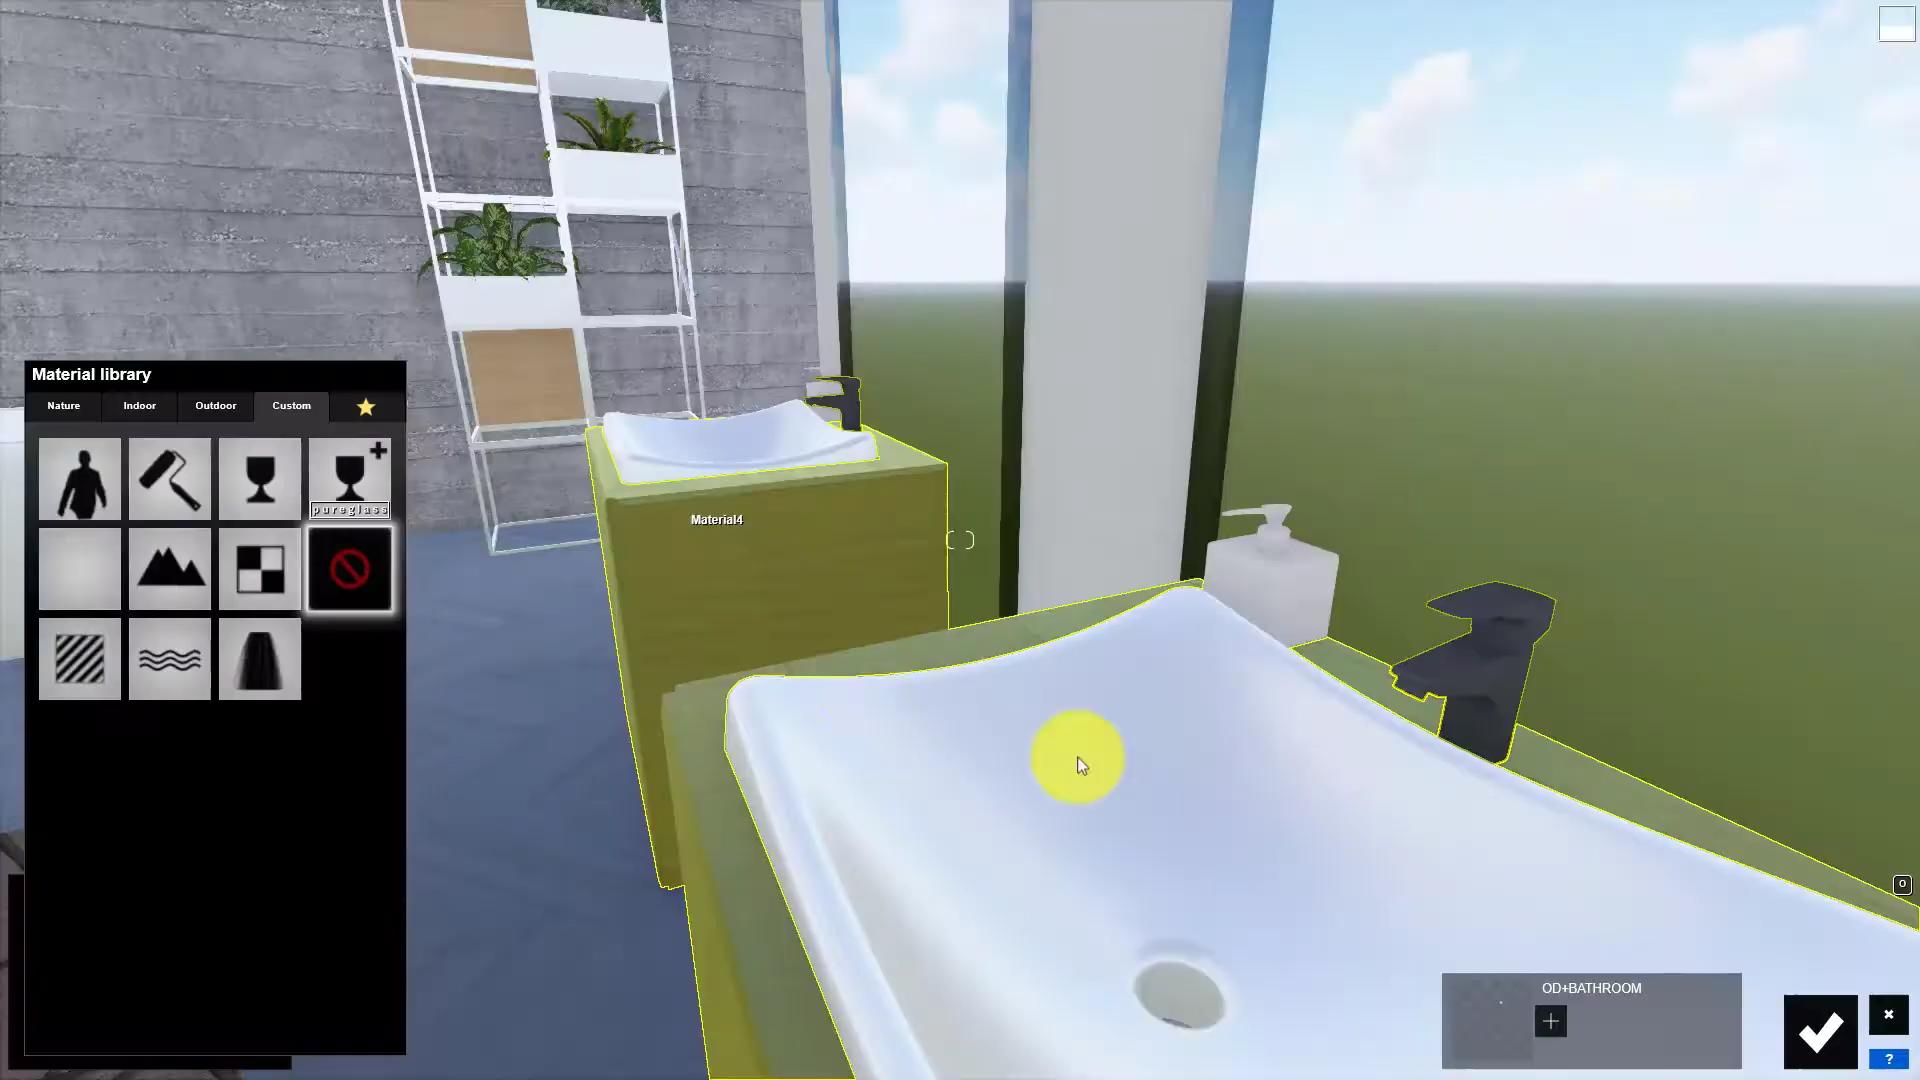 Material library
Nature
Indoor
Outdoor
Custom
pureglass
Material4
O
OD+BATHROOM
?